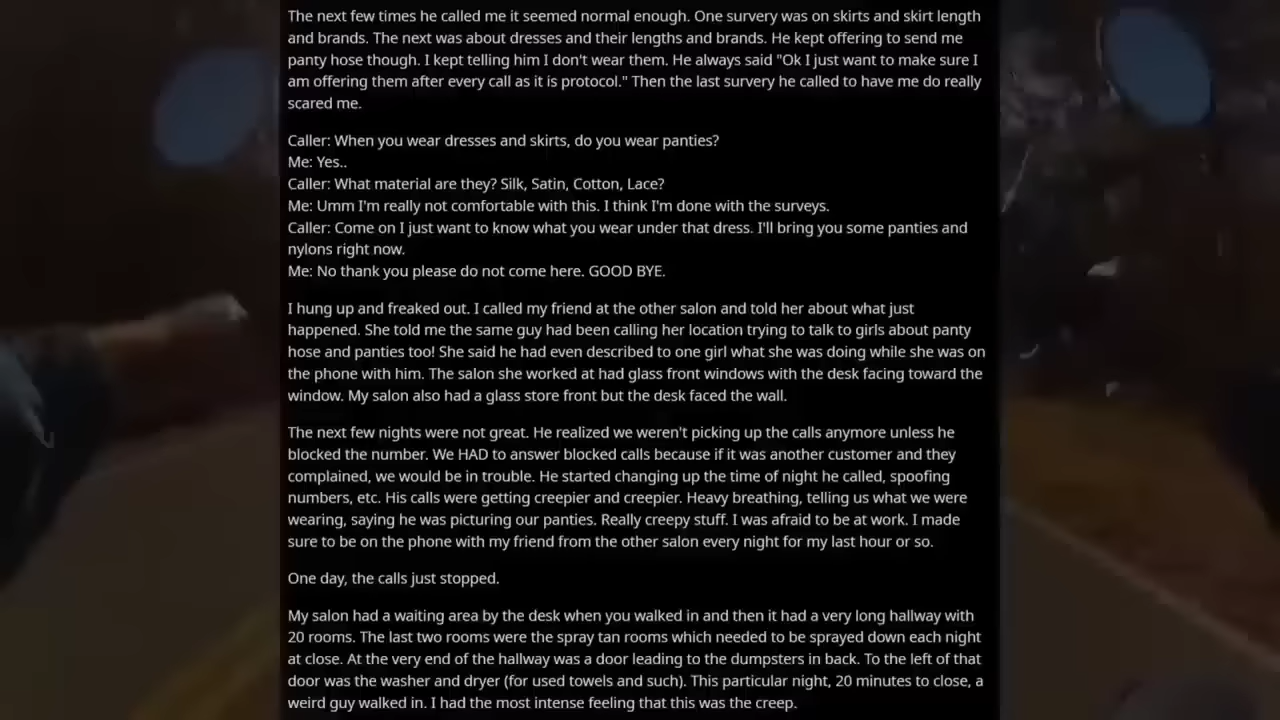 The next few times he called me it seemed normal enough. One survery was on skirts and skirt length
and brands. The next was about dresses and their lengths and brands. He kept offering to send me
panty hose though. I kept telling him I don't wear them. He always said "Ok I just want to make sure I
am offering them after every call as it is protocol." Then the last survery he called to have me do really
scared me.
Caller: When you wear dresses and skirts, do you wear panties?
Me: Yes..
Caller: What material are they? Silk, Satin, Cotton, Lace?
Me: Umm I'm really not comfortable with this. I think I'm done with the surveys.
Caller: Come on I just want to know what you wear under that dress. I'll bring you some panties and
nylons right now.
Me: No thank you please do not come here. GOOD BYE.
I hung up and freaked out. I called my friend at the other salon and told her about what just
happened. She told me the same guy had been calling her location trying to talk to girls about panty
hose and panties too! She said he had even described to one girl what she was doing while she was on
the phone with him. The salon she worked at had glass front windows with the desk facing toward the
window. My salon also had a glass store front but the desk faced the wall.
The next few nights were not great. He realized we weren't picking up the calls anymore unless he
blocked the number. We HAD to answer blocked calls because if it was another customer and they
complained, we would be in trouble. He started changing up the time of night he called, spoofing
numbers, etc. His calls were getting creepier and creepier. Heavy breathing, telling us what we were
wearing, saying he was picturing our panties. Really creepy stuff. I was afraid to be at work. I made
sure to be on the phone with my friend from the other salon every night for my last hour or so.
One day, the calls just stopped.
My salon had a waiting area by the desk when you walked in and then it had a very long hallway with
20 rooms. The last two rooms were the spray tan rooms which needed to be sprayed down each night
at close. At the very end of the hallway was a door leading to the dumpsters in back. To the left of that
door was the washer and dryer (for used towels and such). This particular night, 20 minutes to close, a
weird guy walked in. I had the most intense feeling that this was the creep.